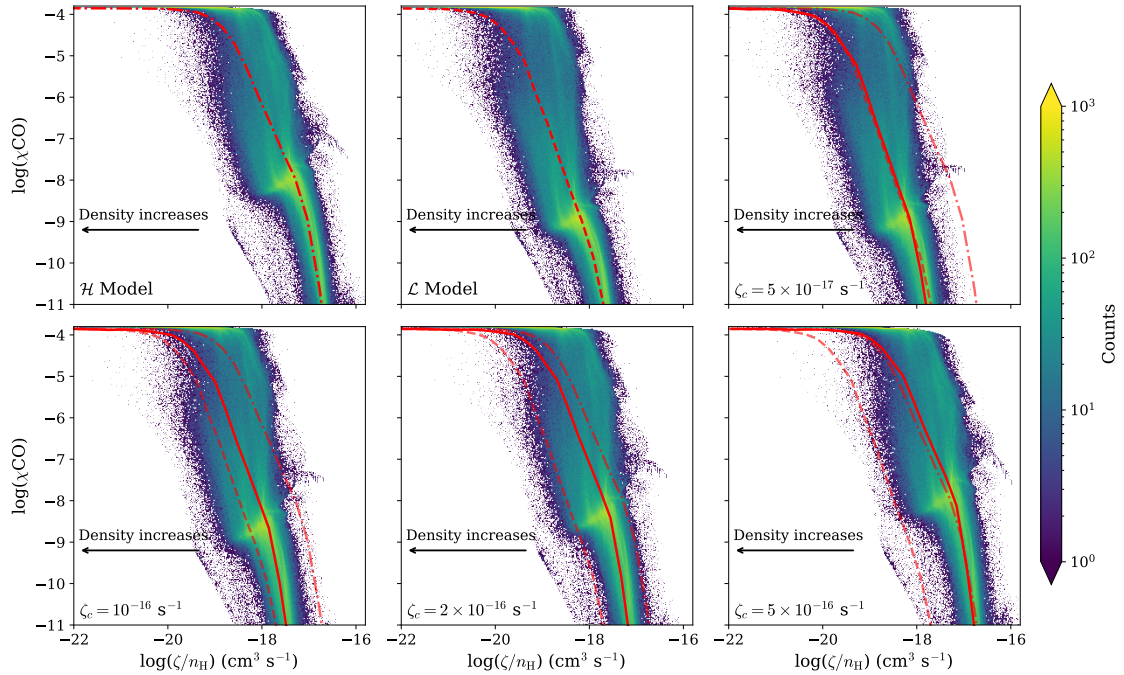 −4
−5
−6
−7
−8
−9
−10
−11
log(χCO)
Density increases
ℋ Model
Density increases
ℒ Model
Density increases
ζc = 5 × 10⁻¹⁷ s⁻¹
−4
−5
−6
−7
−8
−9
−10
−11
log(χCO)
Density increases
ζc = 10⁻¹⁶ s⁻¹
Density increases
ζc = 2 × 10⁻¹⁶ s⁻¹
Density increases
ζc = 5 × 10⁻¹⁶ s⁻¹
−22 −20 −18 −16
−22 −20 −18 −16
−22 −20 −18 −16
log(ζ/nH) (cm³ s⁻¹)
log(ζ/nH) (cm³ s⁻¹)
log(ζ/nH) (cm³ s⁻¹)
10³
10²
10¹
10⁰
Counts